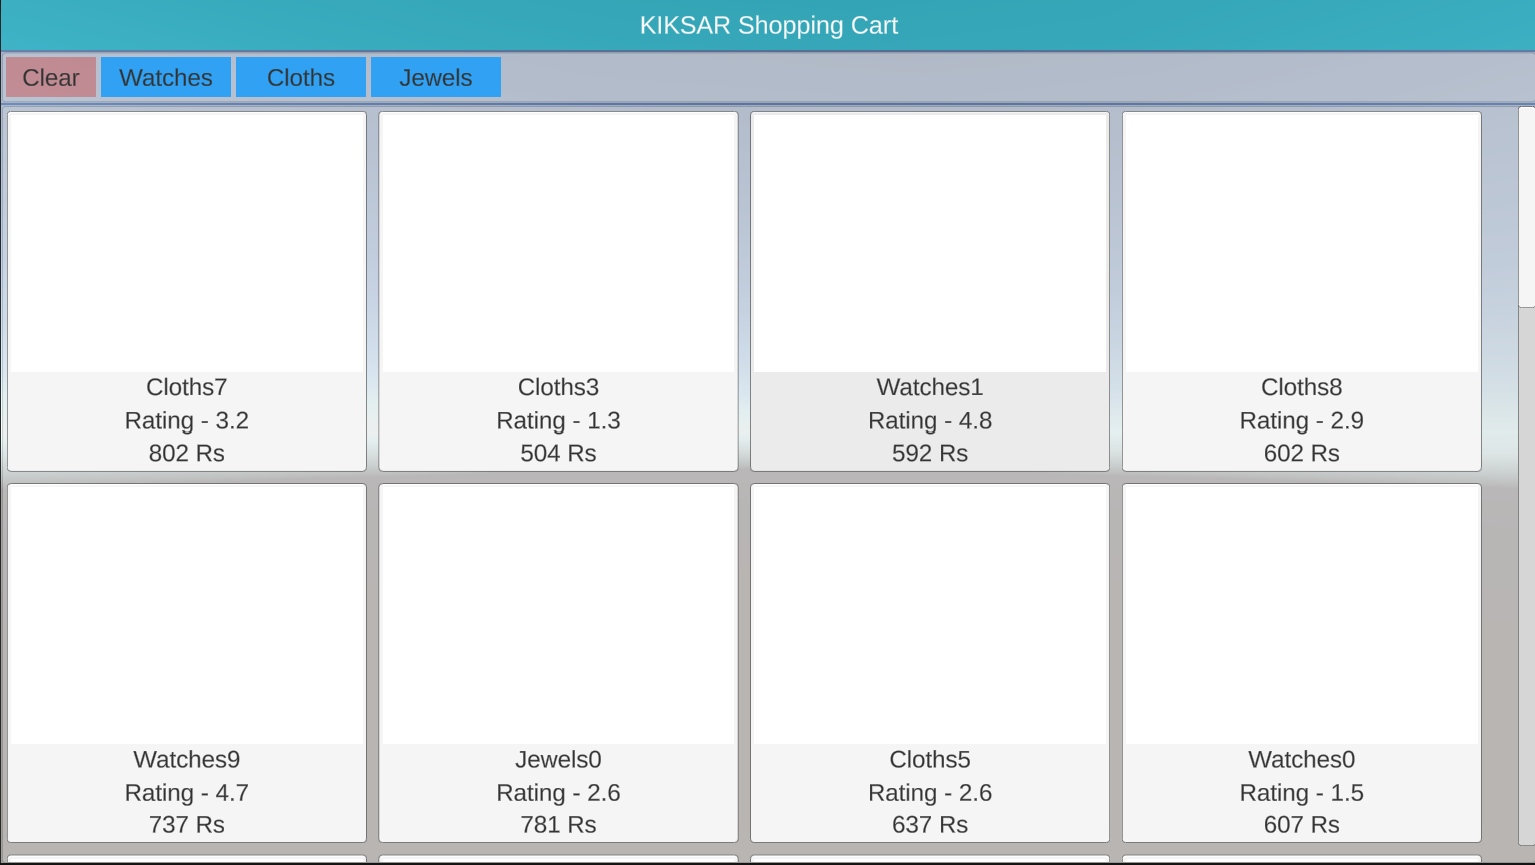 KIKSAR Shopping Cart
Clear Watches Cloths Jewels
Cloths7 Cloths3 Watches1 Cloths8
Rating - 3.2 Rating - 1.3 Rating - 4.8 Rating - 2.9
802 Rs 504 Rs 592 Rs 602 Rs
Watches9 Jewels0 Cloths5 Watches0
Rating - 4.7 Rating - 2.6 Rating - 2.6 Rating - 1.5
737 Rs 781 Rs 637 Rs 607 Rs